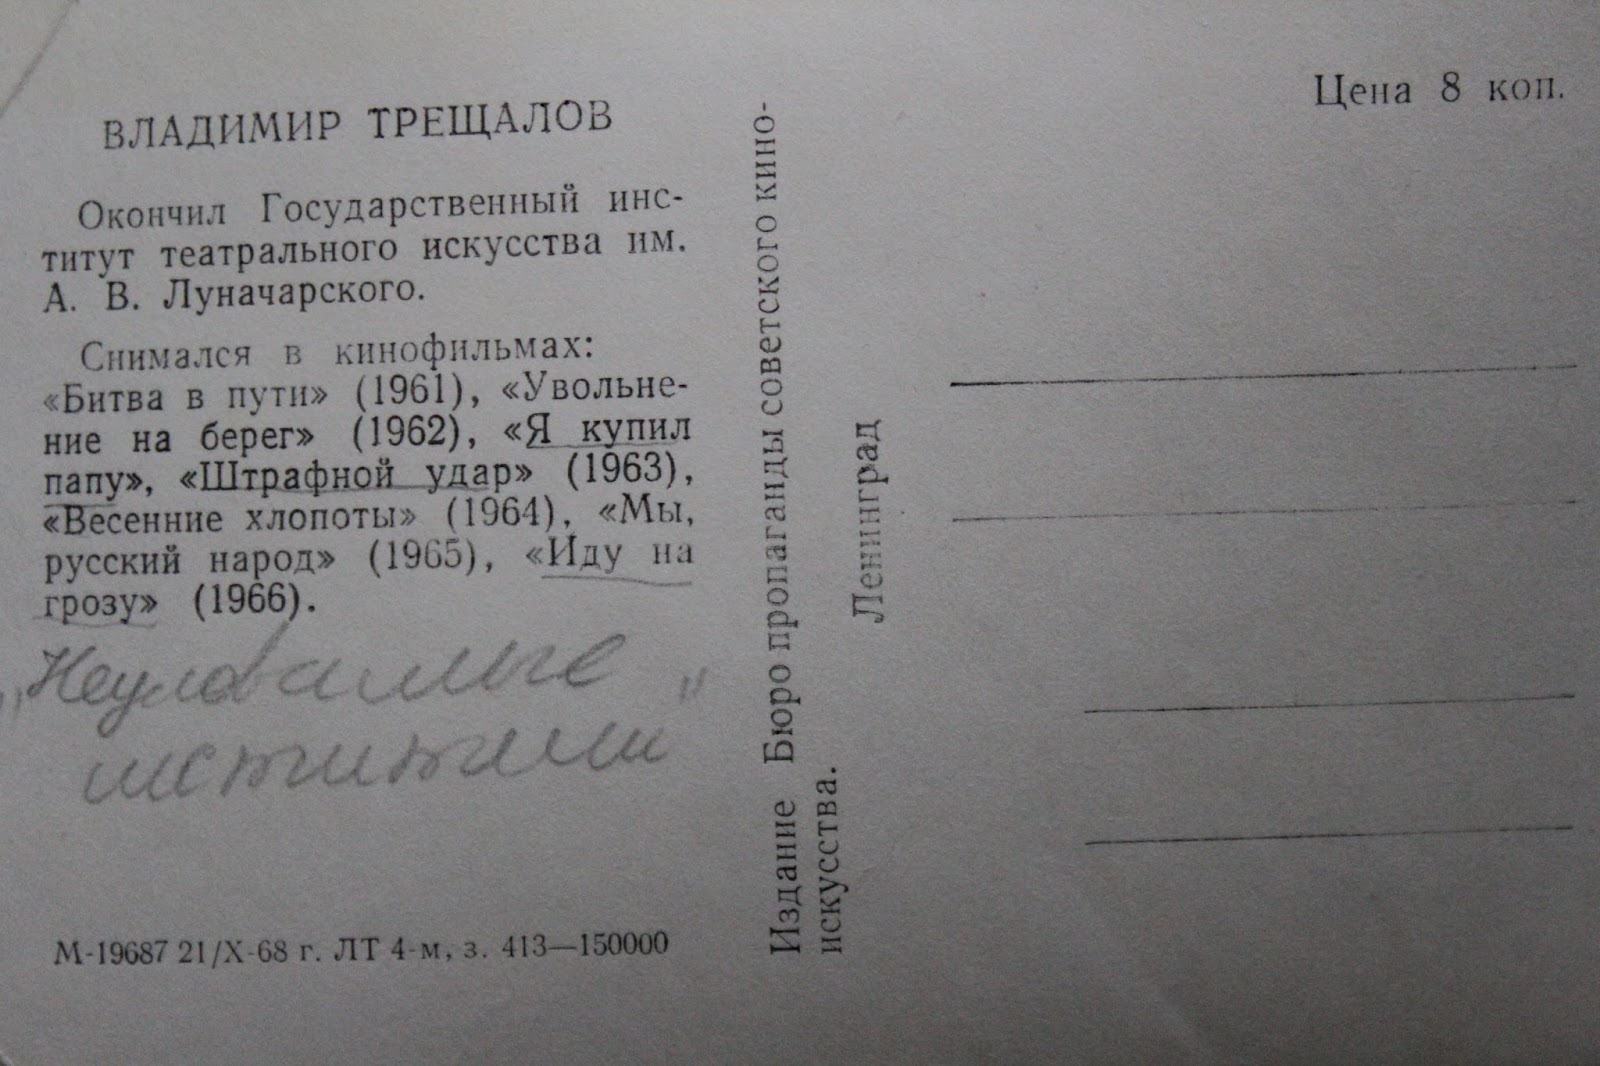 ВЛАДИМИР ТРЕЩАЛОВ
Окончил Государственный инс-
титут театрального искусства им.
А. В. Луначарского.
Снимался в кинофильмах:
«Битва в пути» (1961), «Увольне-
ние на берег» (1962), «Я купил
папу», «Штрафной удар» (1963),
«Весенние хлопоты» (1964), «Мы,
русский народ» (1965), «Иду на
грозу» (1966).
„Неуловимые
мстители"
М-19687 21/X-68 г. ЛТ 4-м, з. 413—150000
Издание Бюро пропаганды советского кино-
искусства.
Ленинград
Цена 8 коп.